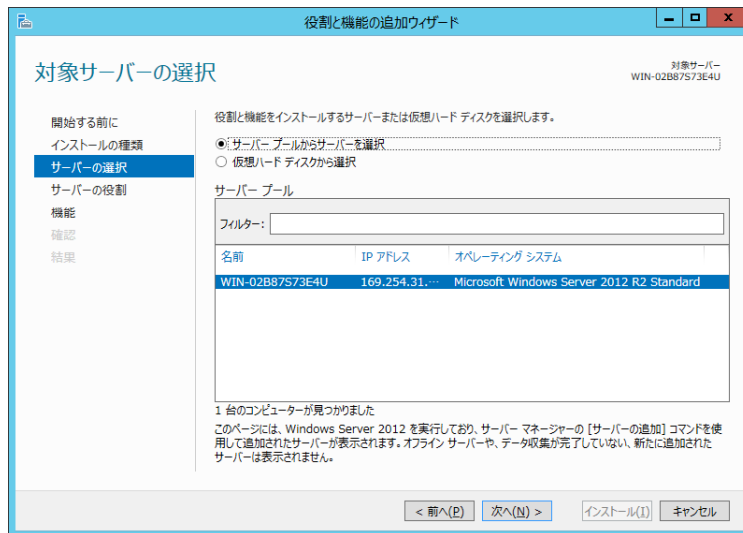 役割と機能の追加ウィザード
対象サーバーの選択
対象サーバー
WIN-02B87S73E4U
開始する前に
インストールの種類
サーバーの選択
サーバーの役割
機能
確認
結果
役割と機能をインストールするサーバーまたは仮想ハード ディスクを選択します。
サーバー プールからサーバーを選択
仮想ハード ディスクから選択
サーバー プール
フィルター:
名前 IP アドレス オペレーティング システム
WIN-02B87S73E4U 169.254.31.… Microsoft Windows Server 2012 R2 Standard
1 台のコンピューターが見つかりました
このページには、Windows Server 2012 を実行しており、サーバー マネージャーの [サーバーの追加] コマンドを使
用して追加されたサーバーが表示されます。オフライン サーバーや、データ収集が完了していない、新たに追加された
サーバーは表示されません。
< 前へ(P) 次へ(N) > インストール(I) キャンセル